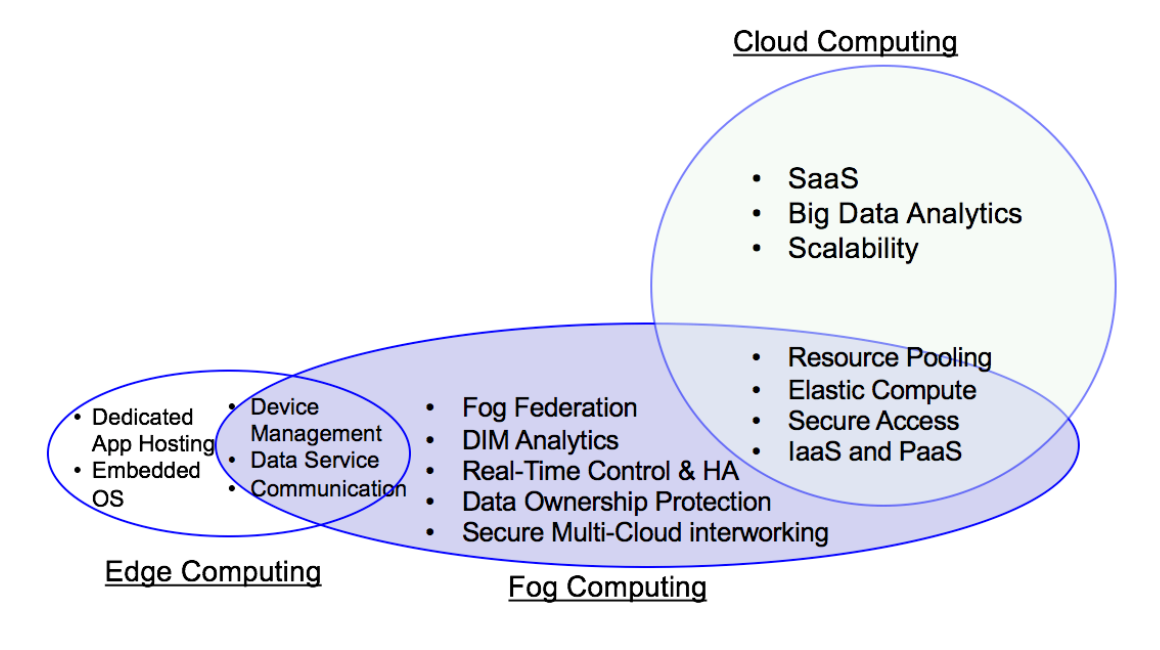 Cloud Computing
• SaaS
• Big Data Analytics
• Scalability
• Resource Pooling
• Elastic Compute
• Secure Access
• IaaS and PaaS
• Dedicated
App Hosting
• Embedded
OS
• Device
Management
• Data Service
• Communication
• Fog Federation
• DIM Analytics
• Real-Time Control & HA
• Data Ownership Protection
• Secure Multi-Cloud interworking
Edge Computing
Fog Computing